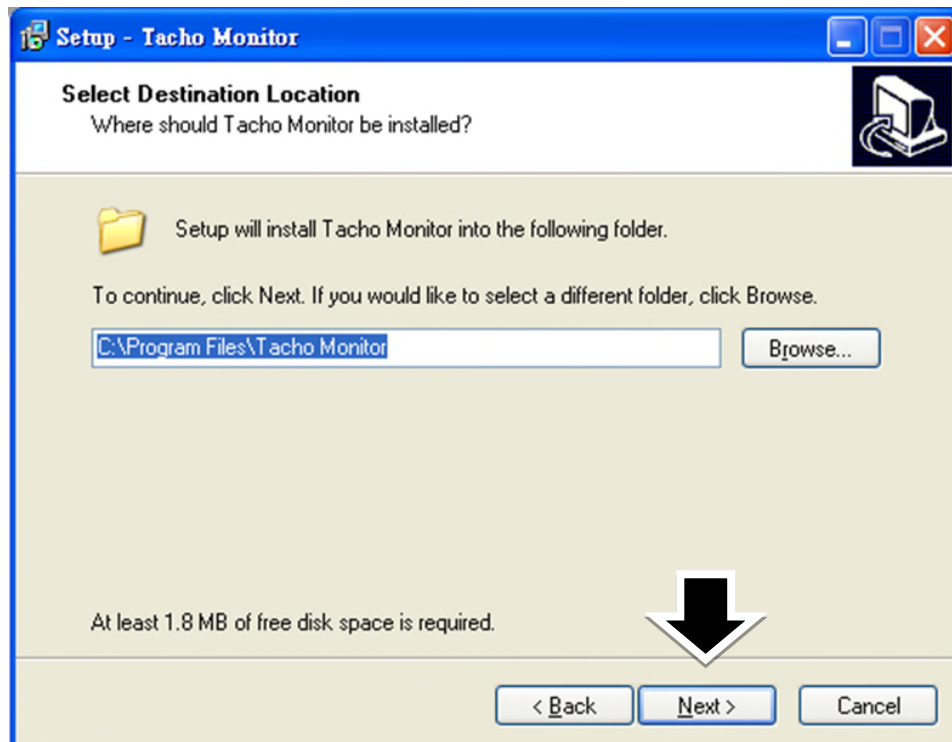 Setup - Tacho Monitor
Select Destination Location
Where should Tacho Monitor be installed?
Setup will install Tacho Monitor into the following folder.
To continue, click Next. If you would like to select a different folder, click Browse.
C:\Program Files\Tacho Monitor
Browse...
At least 1.8 MB of free disk space is required.
< Back Next > Cancel